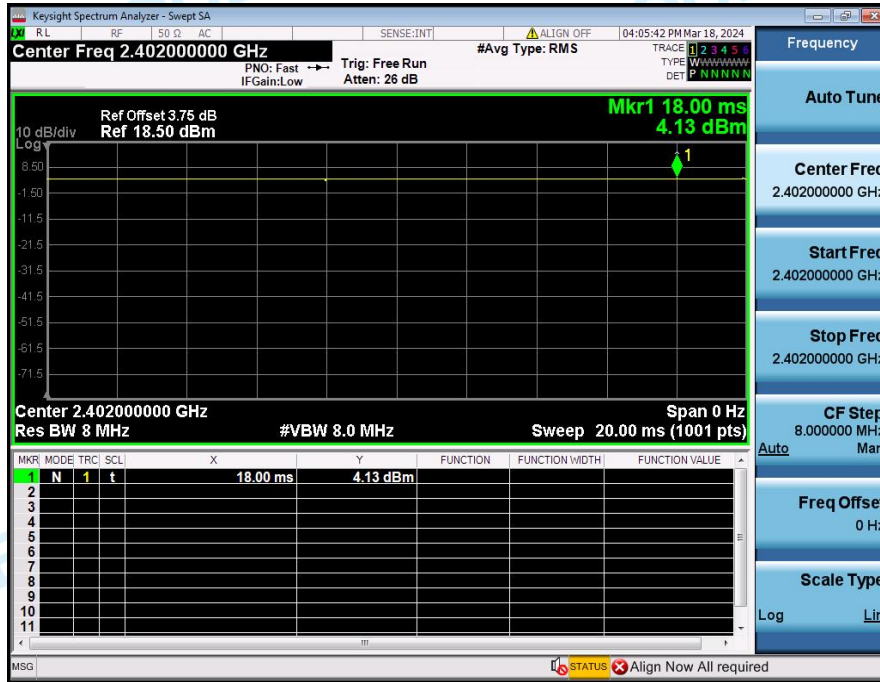 Keysight Spectrum Analyzer - Swept SA
LXI RL RF 50 Ω AC SENSE:INT ALIGN OFF 04:05:42 PM Mar 18, 2024
Center Freq 2.402000000 GHz
PNO: Fast
IFGain:Low
Trig: Free Run
Atten: 26 dB
#Avg Type: RMS
TRACE 1 2 3 4 5 6
TYPE WWWWWW
DET P N N N N N
Ref Offset 3.75 dB
10 dB/div Ref 18.50 dBm
Log
Mkr1 18.00 ms
4.13 dBm
1
8.50
-1.50
-11.5
-21.5
-31.5
-41.5
-51.5
-61.5
-71.5
Center 2.402000000 GHz Span 0 Hz
Res BW 8 MHz #VBW 8.0 MHz Sweep 20.00 ms (1001 pts)
MKR MODE TRC SCL X Y FUNCTION FUNCTION WIDTH FUNCTION VALUE
1 N 1 t 18.00 ms 4.13 dBm
2
3
4
5
6
7
8
9
10
11
MSG STATUS Align Now All required
Frequency
Auto Tune
Center Freq
2.402000000 GHz
Start Freq
2.402000000 GHz
Stop Freq
2.402000000 GHz
CF Step
8.000000 MHz
Auto Man
Freq Offset
0 Hz
Scale Type
Log Lin